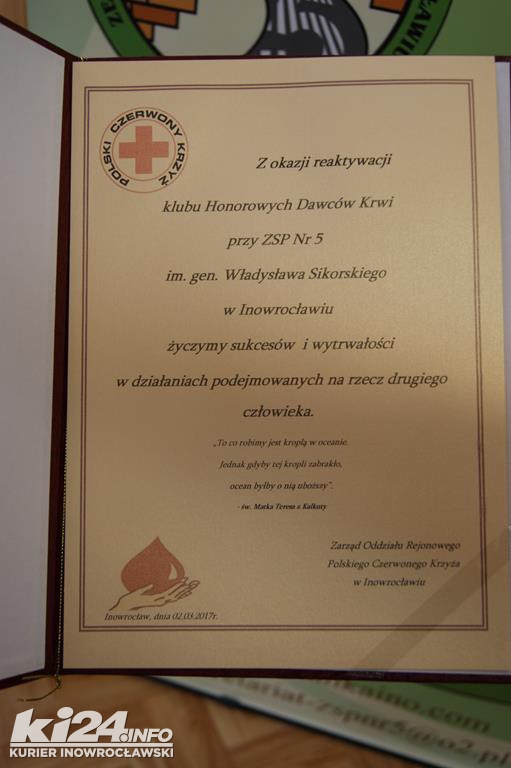 POLSKI CZERWONY KRZYŻ
Z okazji reaktywacji
klubu Honorowych Dawców Krwi
przy ZSP Nr 5
im. gen. Władysława Sikorskiego
w Inowrocławiu
życzymy sukcesów i wytrwałości
w działaniach podejmowanych na rzecz drugiego
człowieka.
„To co robimy jest kroplą w oceanie.
Jednak gdyby tej kropli zabrakło,
ocean byłby o nią uboższy”.
- św. Matka Teresa z Kalkuty
Zarząd Oddziału Rejonowego
Polskiego Czerwonego Krzyża
w Inowrocławiu
Inowrocław, dnia 02.03.2017r.
ki24.INFO
KURIER INOWROCŁAWSKI